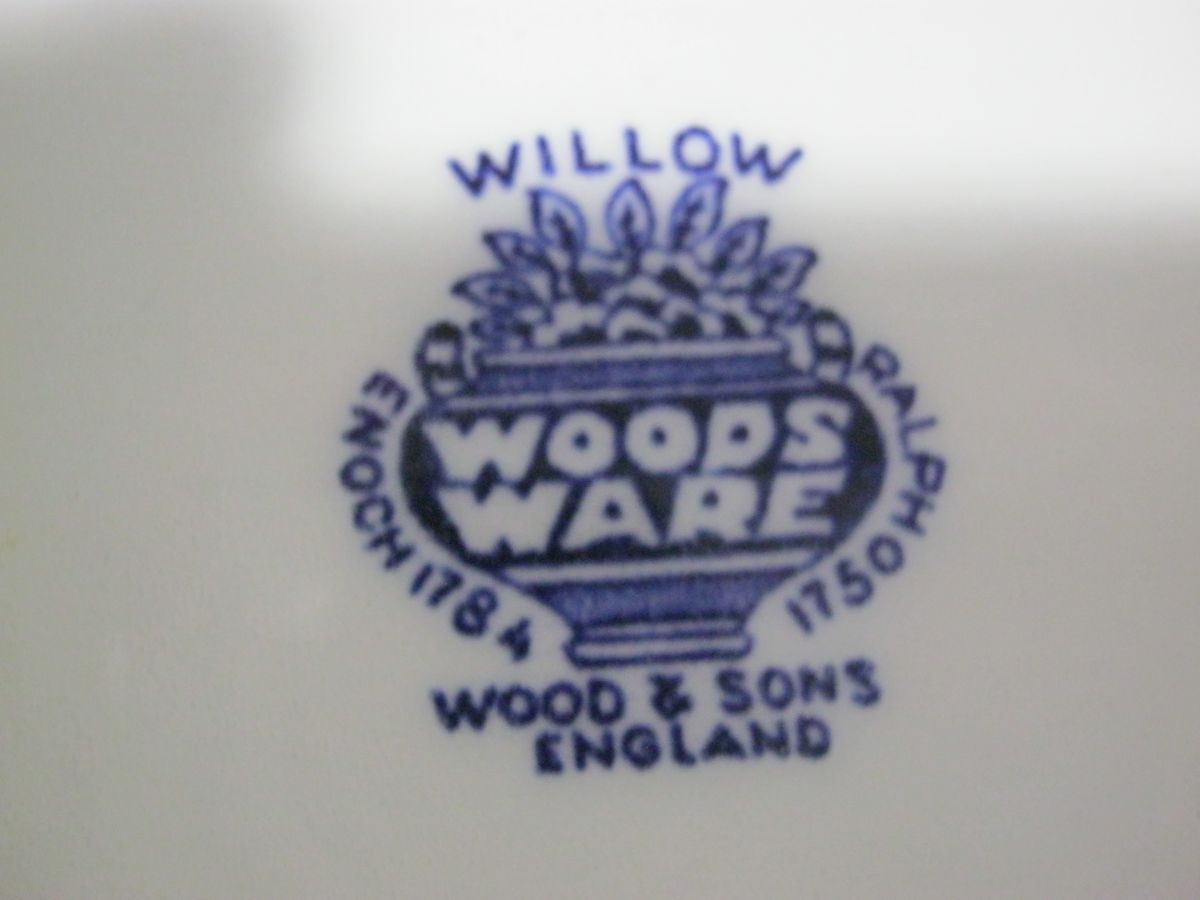 WILLOW
WOODS
WARE
ENOCH 1784
RALPH 1750
WOOD & SONS
ENGLAND